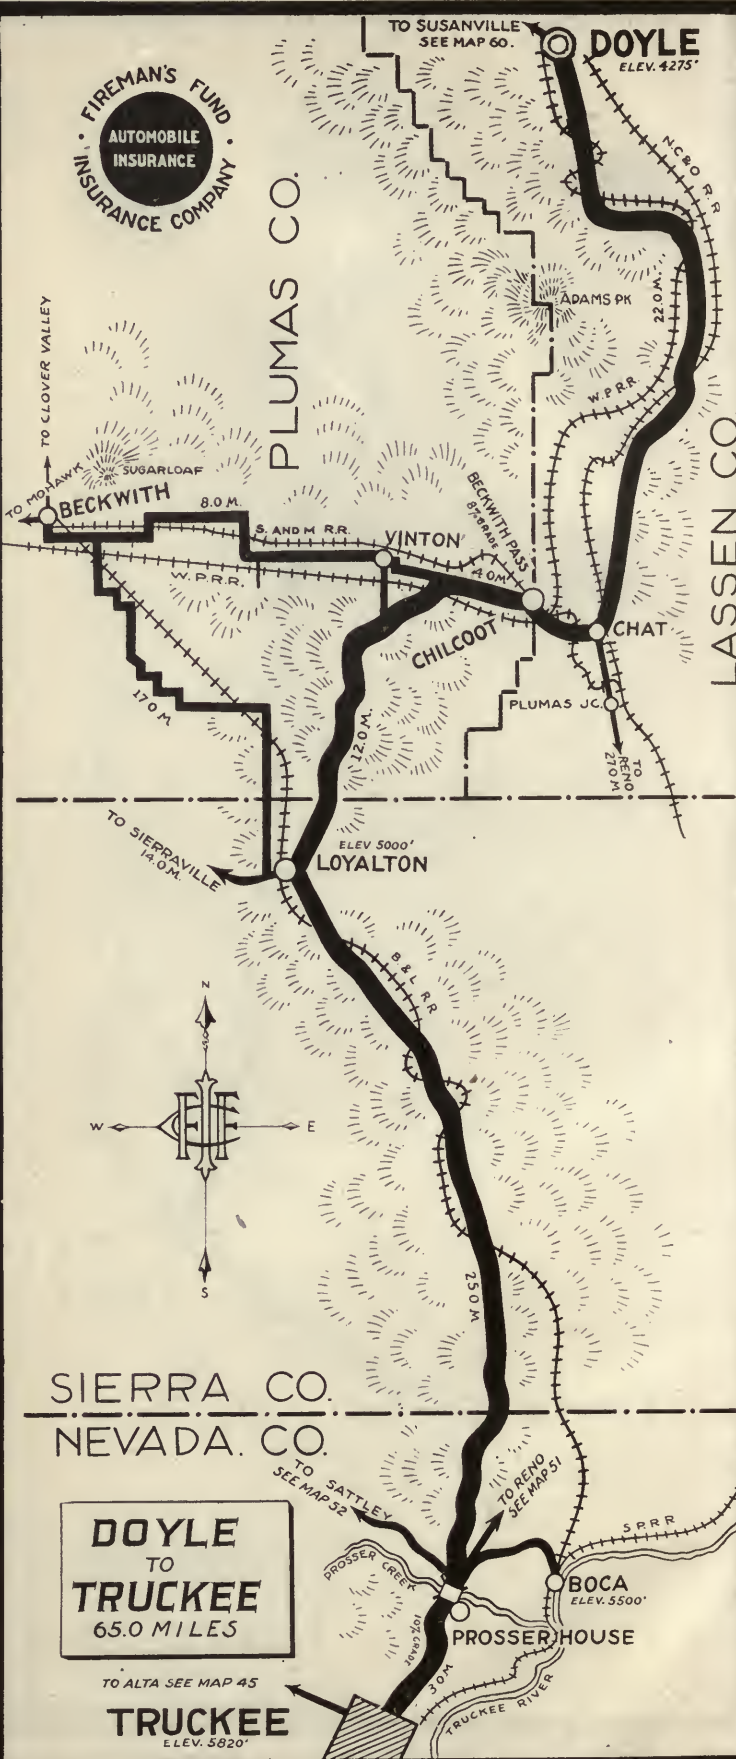 TO SUSANVILLE
SEE MAP 60.
DOYLE
ELEV. 4275'
FIREMAN'S FUND
AUTOMOBILE
INSURANCE
INSURANCE COMPANY
PLUMAS CO.
N.C.&O. R.R.
ADAMS PK
22.0 M.
W.P.R.R.
LASSEN CO.
TO CLOVER VALLEY
SUGARLOAF
TO MOHAWK
BECKWITH
8.0 M.
S. AND M R.R.
VINTON
BECKWITH PASS
8% GRADE
4.0 M.
W.P.R.R.
CHILCOOT
CHAT
PLUMAS JC.
TO
RENO
27.0 M
17.0 M
12.0 M.
TO SIERRAVILLE
14.0 M.
ELEV 5000'
LOYALTON
B & L R R
N
W
E
S
25.0 M
SIERRA CO.
NEVADA. CO.
TO SATTLEY
SEE MAP 52
TO RENO
SEE MAP 51
S P R R
DOYLE
TO
TRUCKEE
65.0 MILES
PROSSER CREEK
BOCA
ELEV. 5500'
10% GRADE
PROSSER HOUSE
3.0 M
TRUCKEE RIVER
TO ALTA SEE MAP 45
TRUCKEE
ELEV. 5820'